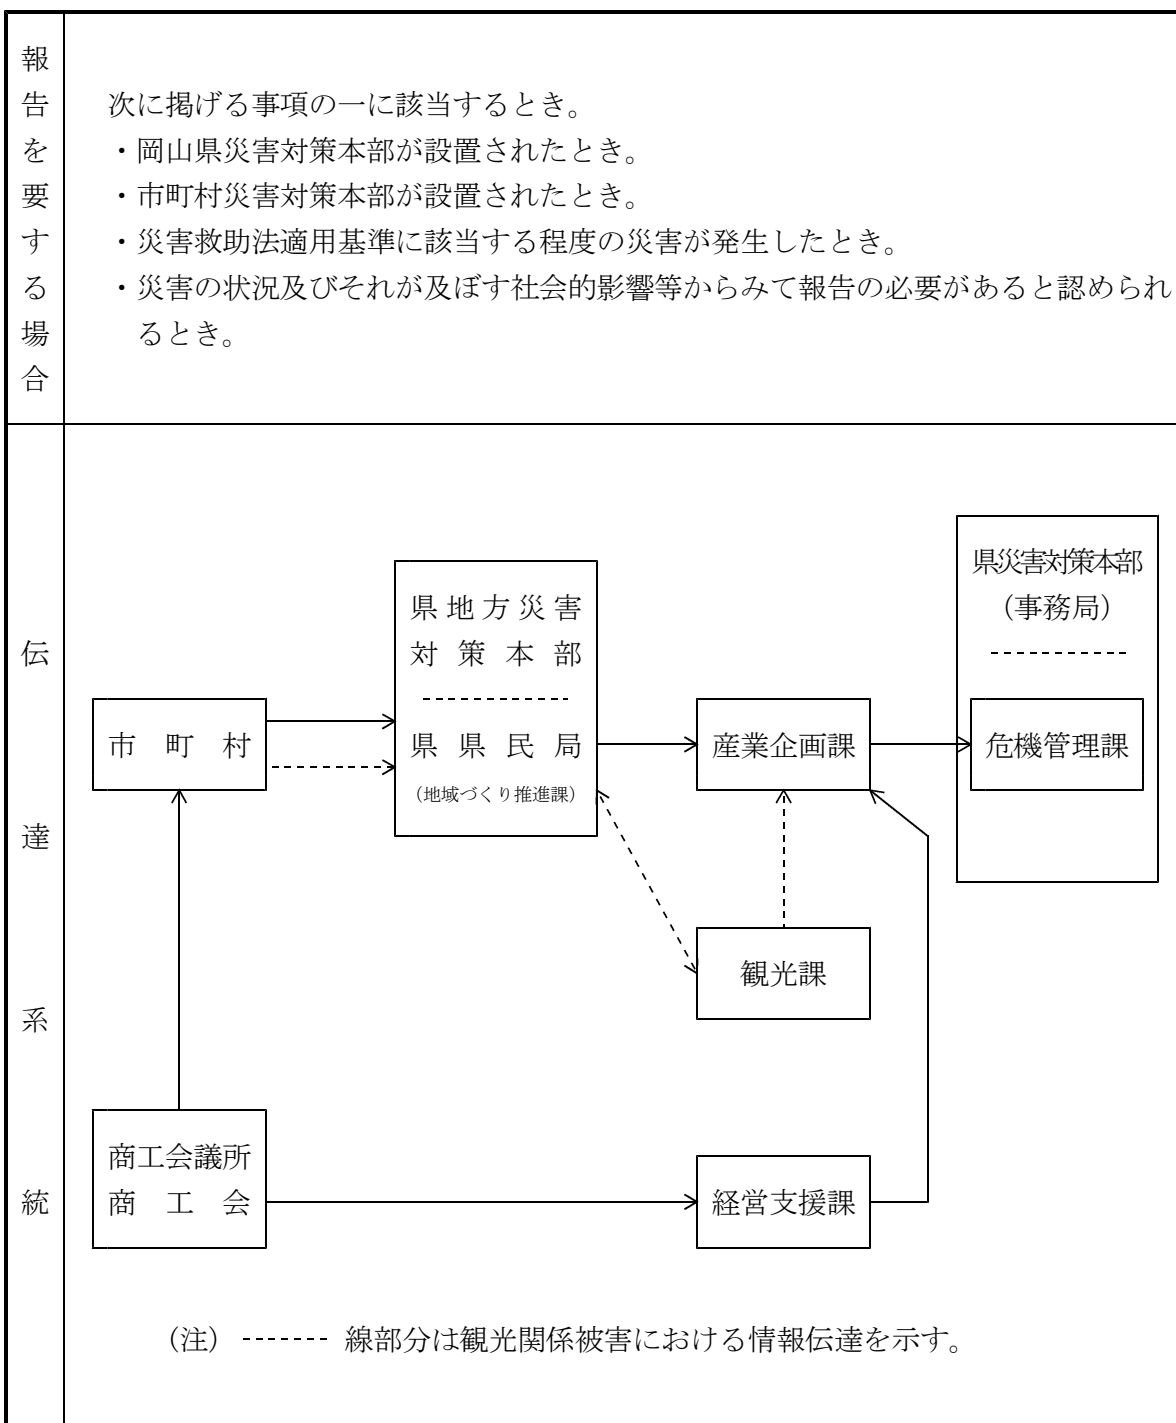 報告を要する場合
次に掲げる事項の一に該当するとき。
・岡山県災害対策本部が設置されたとき。
・市町村災害対策本部が設置されたとき。
・災害救助法適用基準に該当する程度の災害が発生したとき。
・災害の状況及びそれが及ぼす社会的影響等からみて報告の必要があると認められ
るとき。
伝達系統
県災害対策本部
（事務局）
危機管理課
県地方災害
対策本部
県県民局
（地域づくり推進課）
市町村
産業企画課
観光課
商工会議所
商工会
経営支援課
（注） ------- 線部分は観光関係被害における情報伝達を示す。